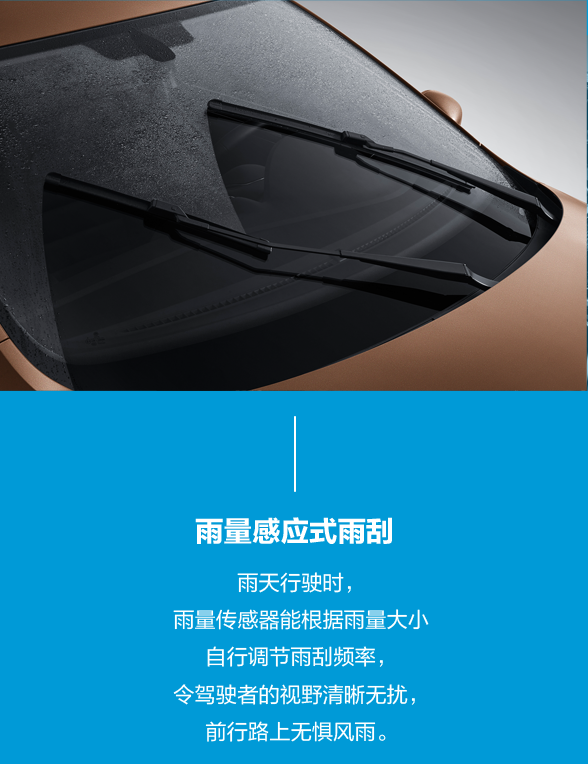 雨量感应式雨刮
雨天行驶时，
雨量传感器能根据雨量大小
自行调节雨刮频率，
令驾驶者的视野清晰无扰，
前行路上无惧风雨。